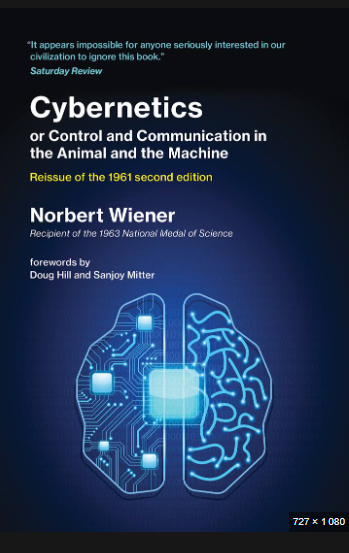 "It appears impossible for anyone seriously interested in our
civilization to ignore this book."
Saturday Review
Cybernetics
or Control and Communication in
the Animal and the Machine
Reissue of the 1961 second edition
Norbert Wiener
Recipient of the 1963 National Medal of Science
forewords by
Doug Hill and Sanjoy Mitter
727 × 1 080